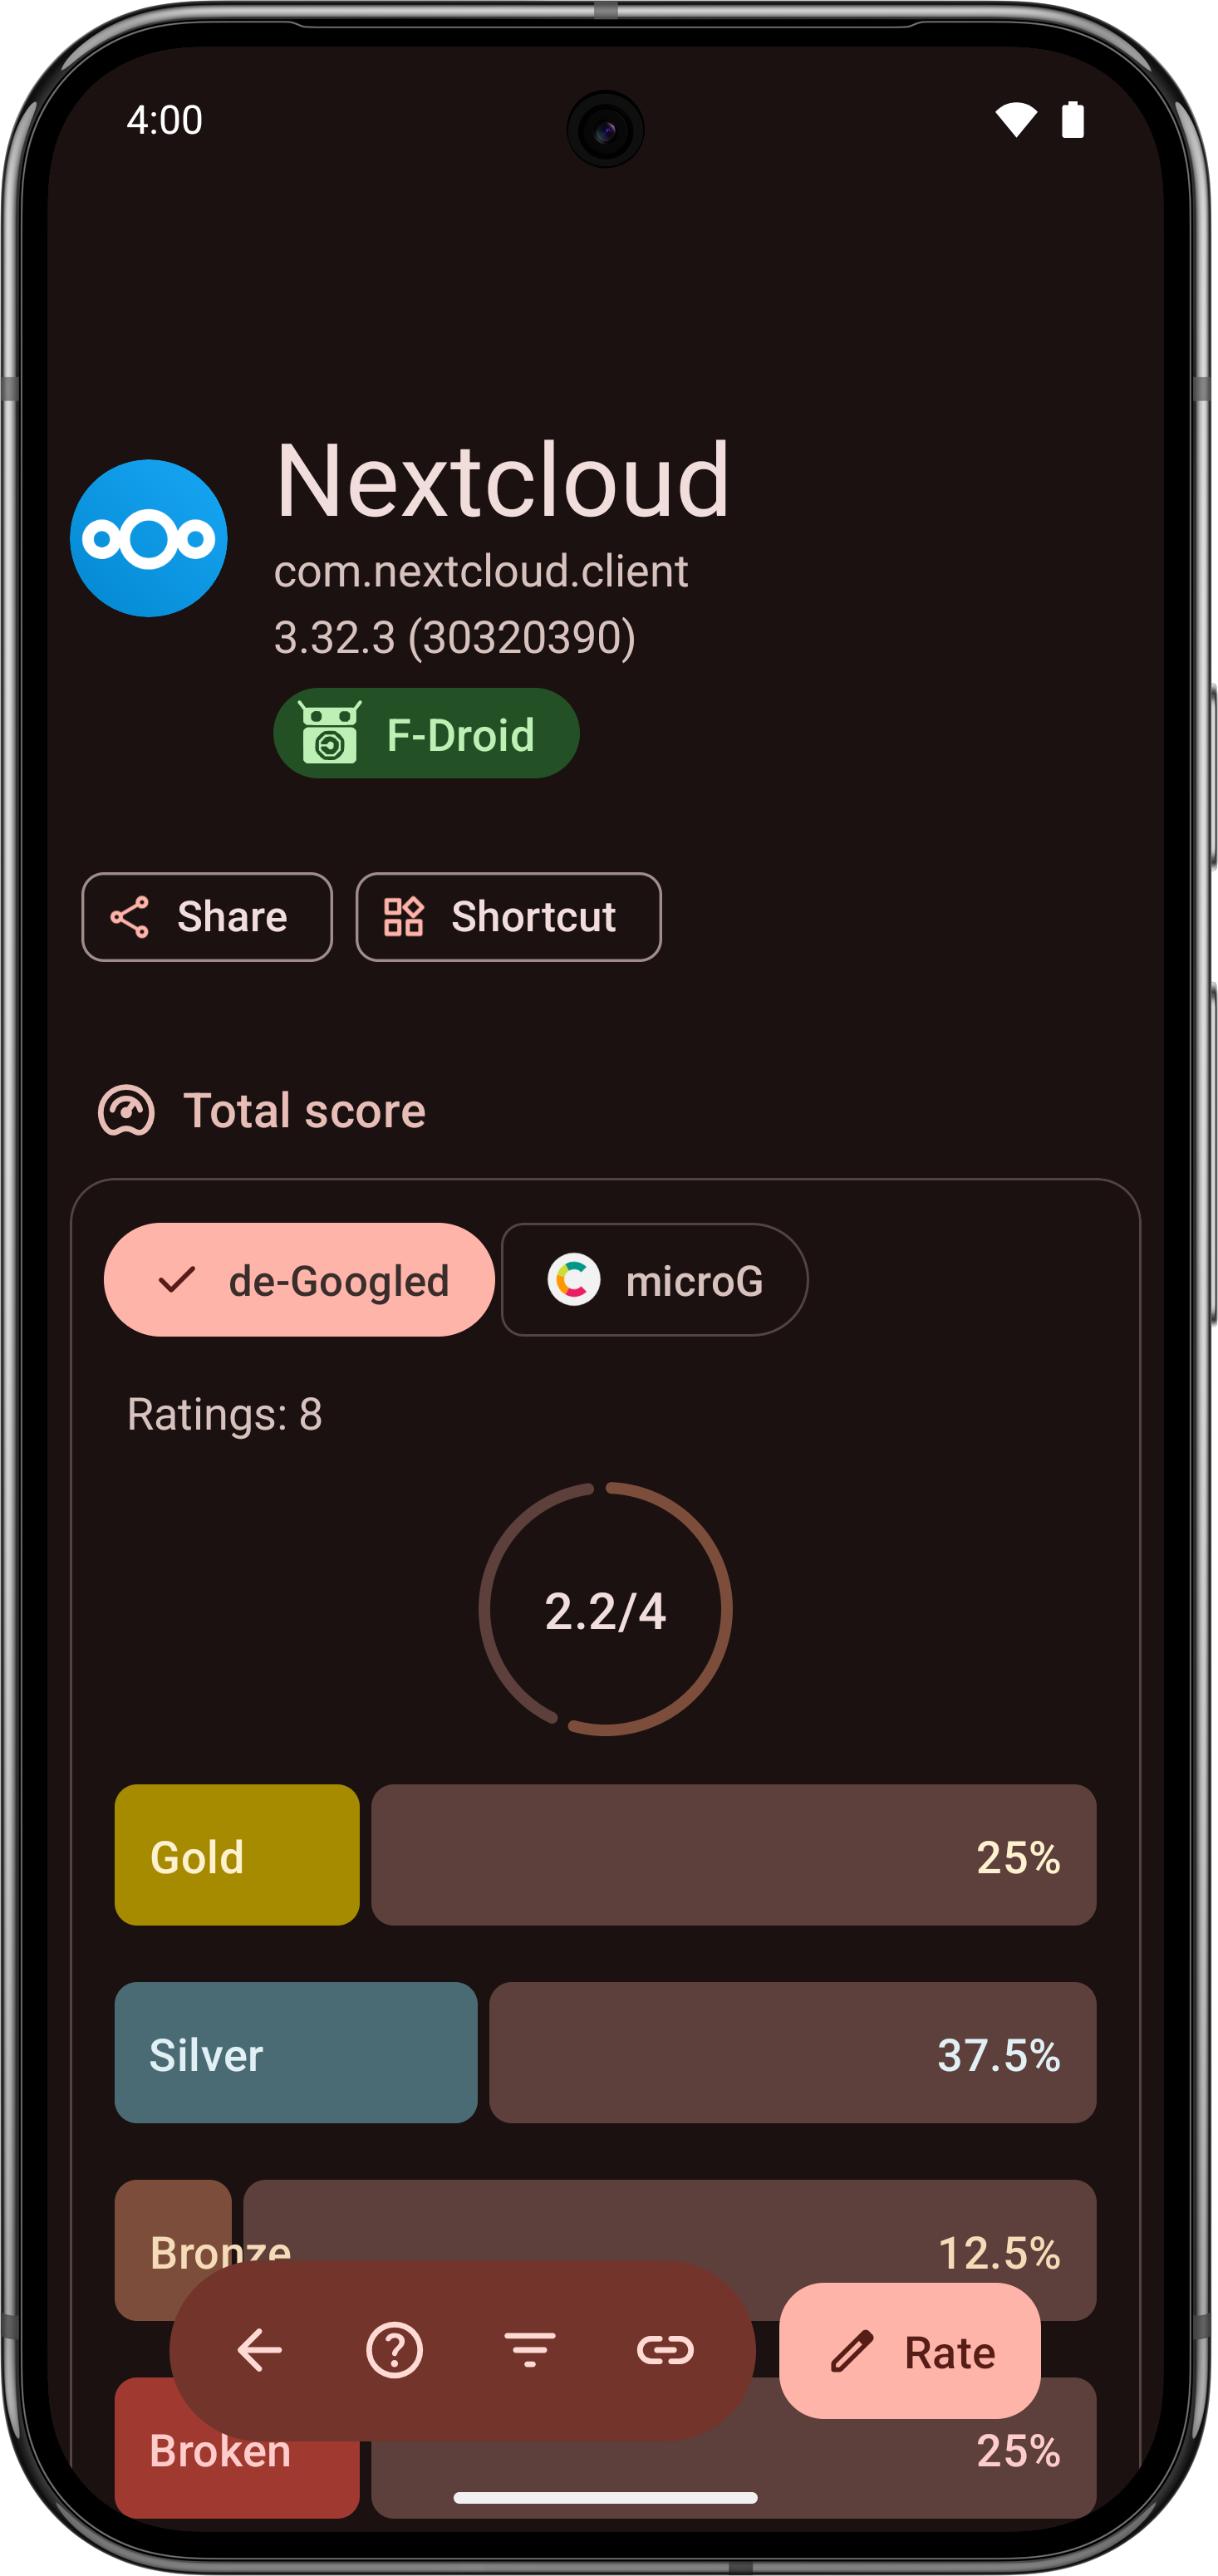 4:00
Nextcloud
com.nextcloud.client
3.32.3 (30320390)
F-Droid
Share
Shortcut
Total score
de-Googled
microG
Ratings: 8
2.2/4
Gold
25%
Silver
37.5%
Bronze
12.5%
Rate
Broken
25%